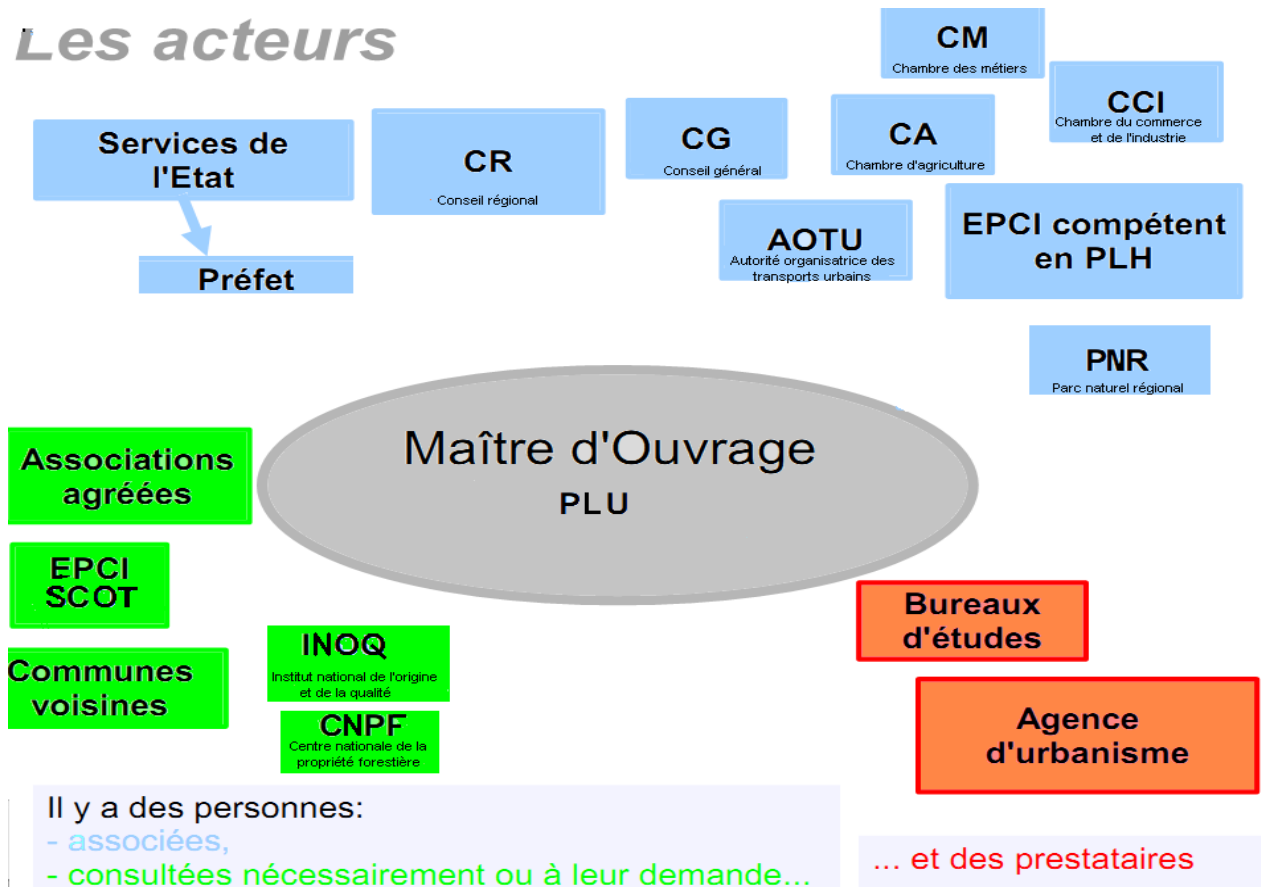 Les acteurs
CM
Chambre des métiers
CCI
Chambre du commerce
et de l'industrie
Services de
l'Etat
CR
Conseil régional
CG
Conseil général
CA
Chambre d'agriculture
Préfet
AOTU
Autorité organisatrice des
transports urbains
EPCI compétent
en PLH
PNR
Parc naturel régional
Maître d'Ouvrage
PLU
Associations
agréées
EPCI
SCOT
Communes
voisines
INOQ
Institut national de l'origine
et de la qualité
CNPF
Centre nationale de la
propriété forestière
Bureaux
d'études
Agence
d'urbanisme
Il y a des personnes:
- associées,
- consultées nécessairement ou à leur demande...
... et des prestataires